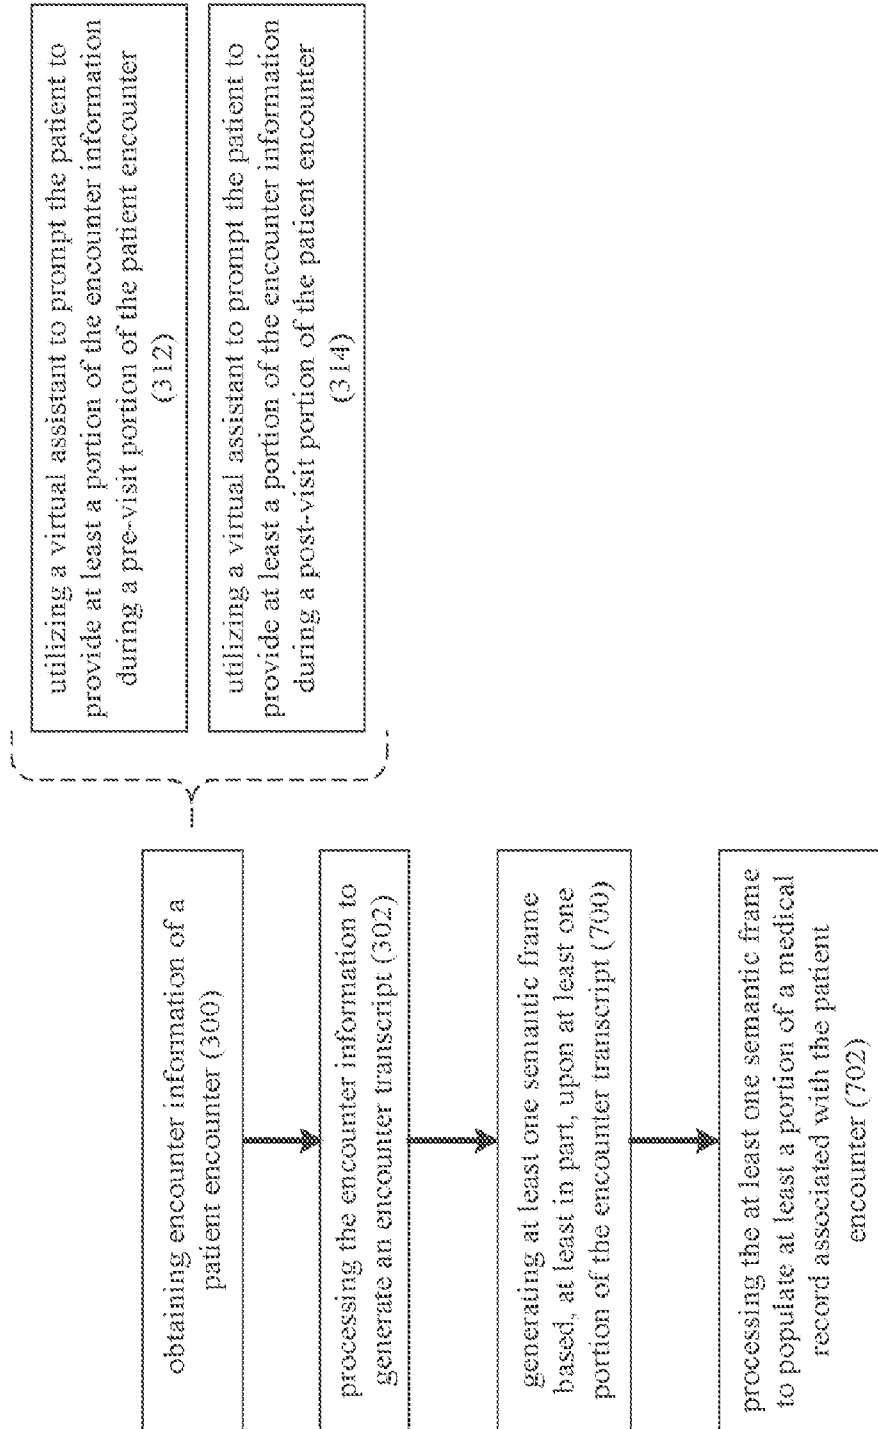 obtaining encounter information of a
patient encounter (300)
utilizing a virtual assistant to prompt the patient to
provide at least a portion of the encounter information
during a pre-visit portion of the patient encounter
(312)
utilizing a virtual assistant to prompt the patient to
provide at least a portion of the encounter information
during a post-visit portion of the patient encounter
(314)
processing the encounter information to
generate an encounter transcript (302)
generating at least one semantic frame
based, at least in part, upon at least one
portion of the encounter transcript (700)
processing the at least one semantic frame
to populate at least a portion of a medical
record associated with the patient
encounter (702)